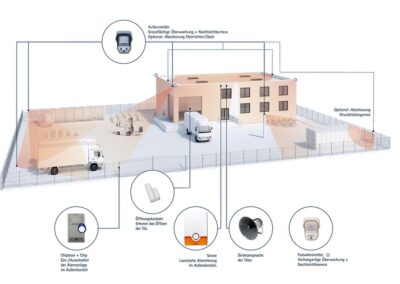 Außenmelder
Grossflächige Überwachung + Nachtsichtkamera
Optional: Absicherung Oberlichter/Dach
Optional: Absicherung
Grundstücksgrenze
Öffnungskontakt
Erkennt das Öffnen
der Tür.
Chipleser + Chip
Ein-/Ausschalten
der Alarmanlage
im Außenbereich
Sirene
Lautstarke Alarmierung
im Außenbereich.
Direktansprache
der Täter
Fassadenmelder
Vorhangartige Überwachung +
Nachtsichtkamera